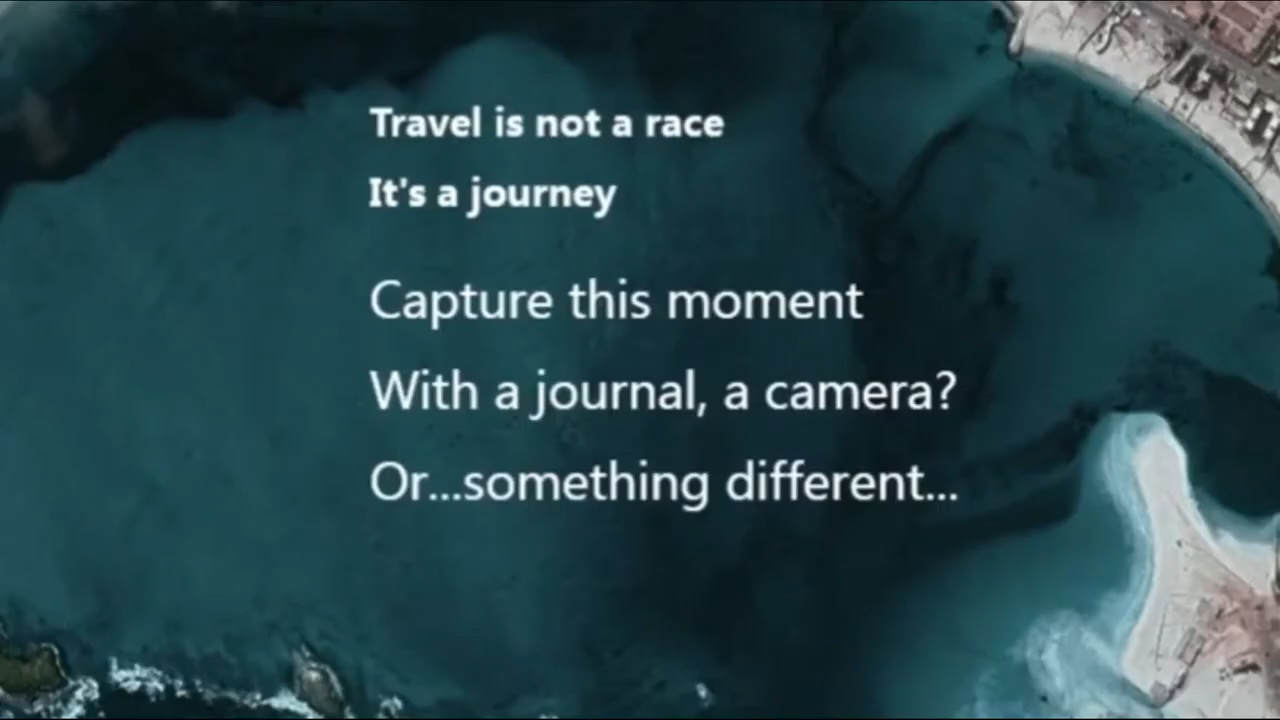 Travel is not a race
It's a journey
Capture this moment
With a journal, a camera?
Or...something different...